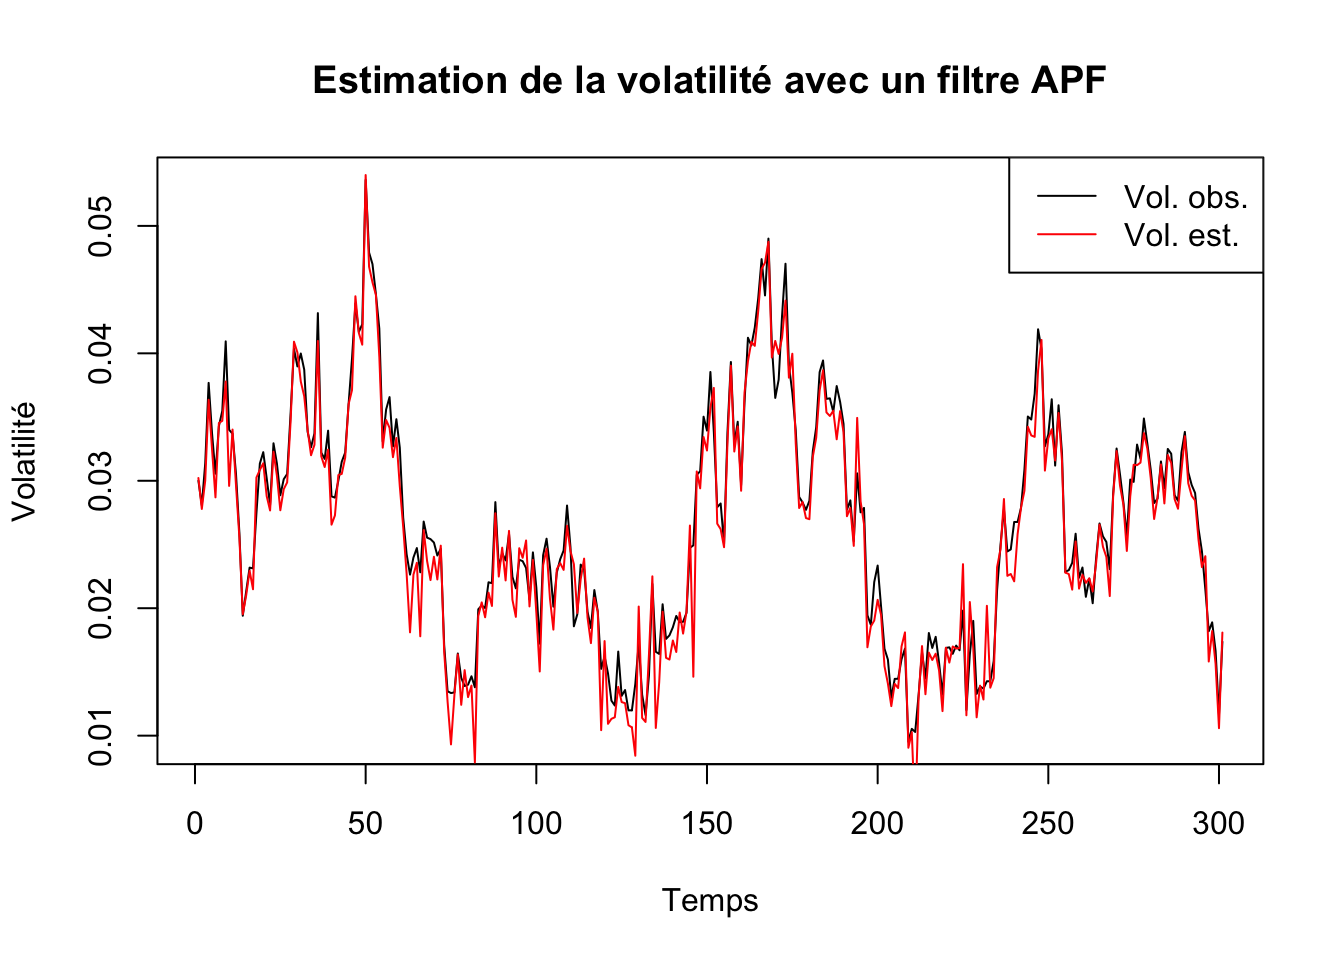 Estimation de la volatilité avec un filtre APF
Vol. obs.
Vol. est.
Volatilité
0.05
0.04
0.03
0.02
0.01
0 50 100 150 200 250 300
Temps